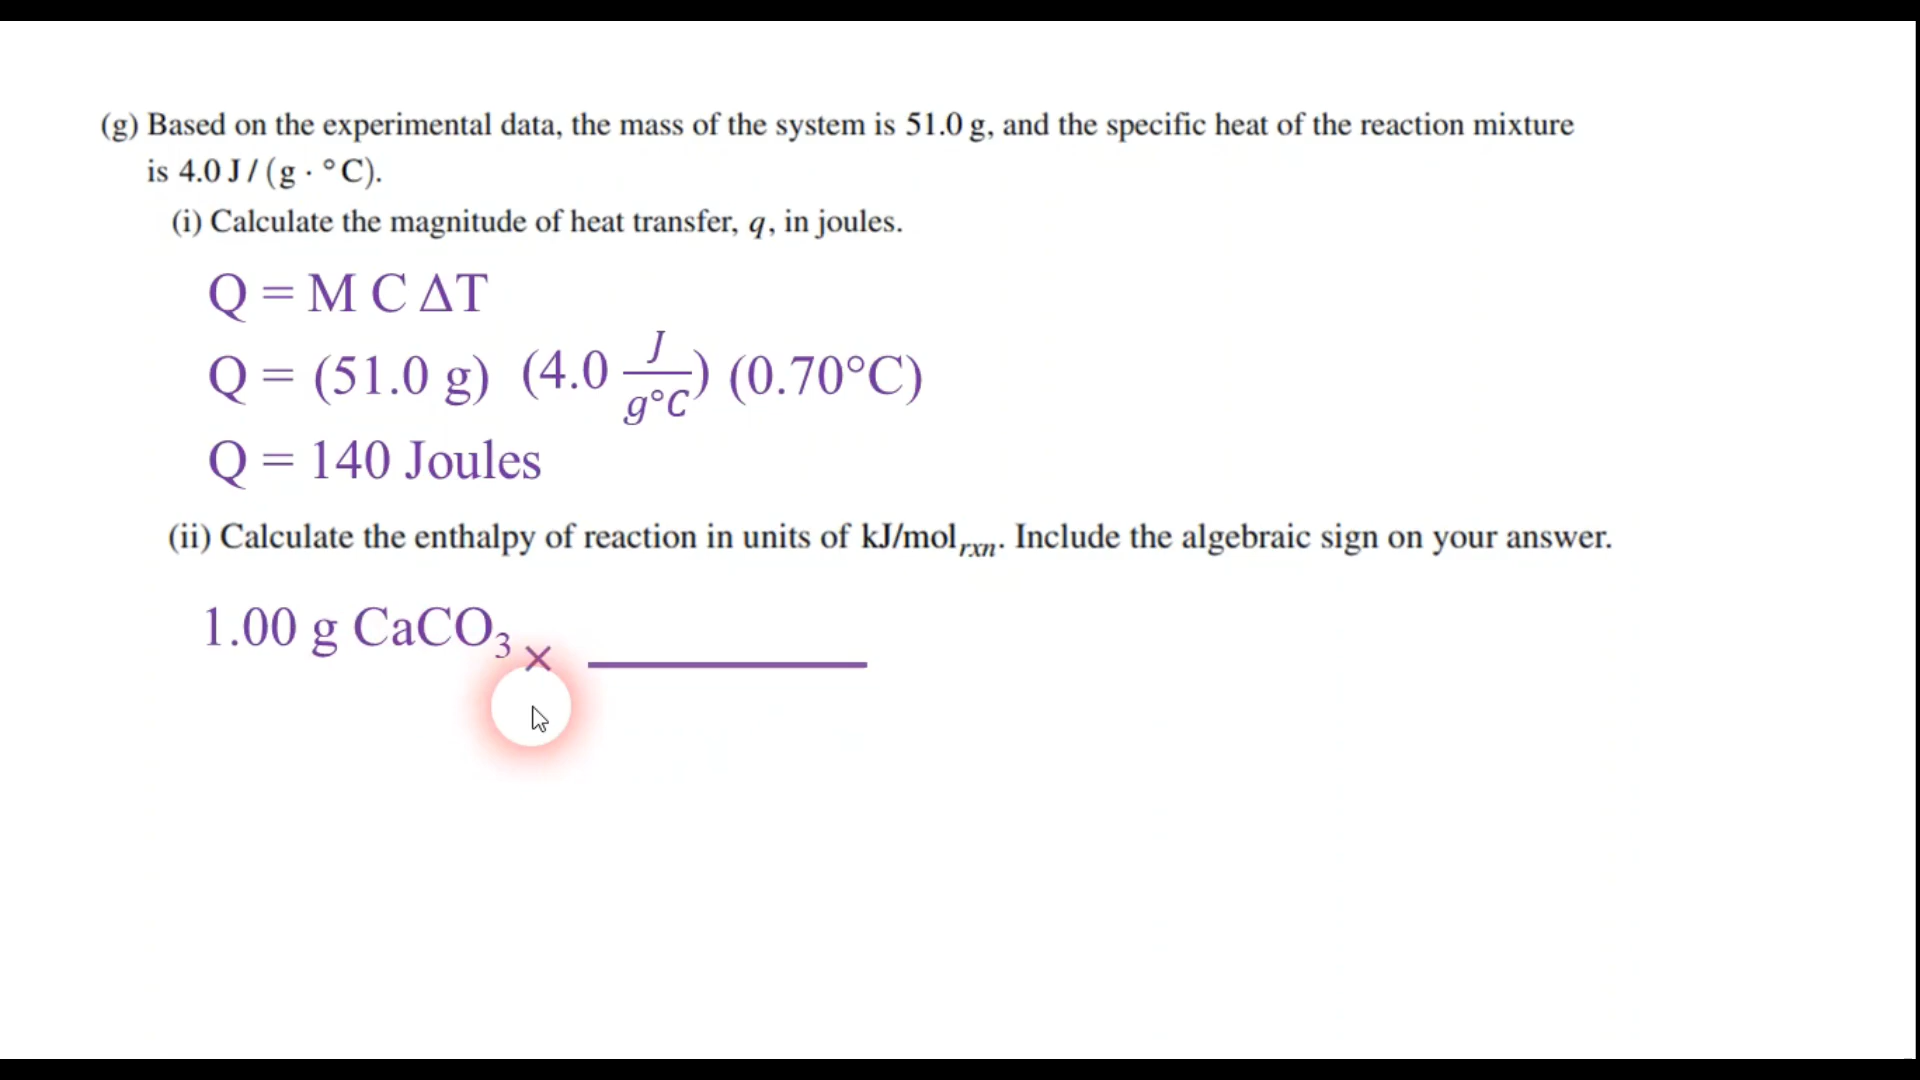 (g) Based on the experimental data, the mass of the system is 51.0 g, and the specific heat of the reaction mixture
is 4.0 J / (g · °C).
(i) Calculate the magnitude of heat transfer, q, in joules.
Q = M C ΔT
Q = (51.0 g) (4.0 J/g°C) (0.70°C)
Q = 140 Joules
(ii) Calculate the enthalpy of reaction in units of kJ/mol_rxn. Include the algebraic sign on your answer.
1.00 g CaCO₃ ×